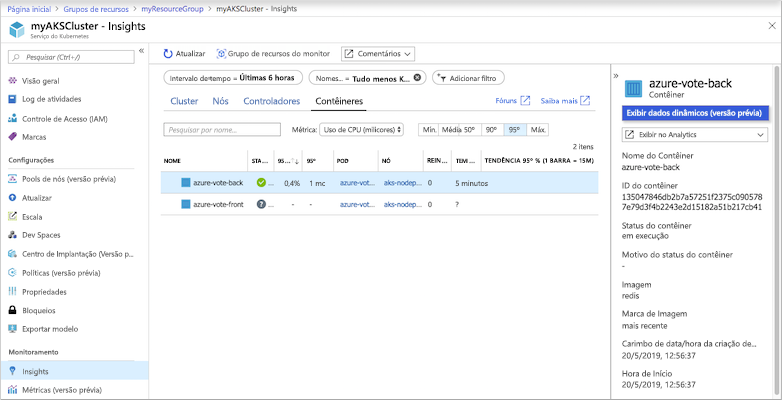 Página inicial > Grupos de recursos > myResourceGroup > myAKSCluster - Insights
myAKSCluster - Insights
Serviço do Kubernetes
Pesquisar (Ctrl+/)
Visão geral
Log de atividades
Controle de Acesso (IAM)
Marcas
Configurações
Pools de nós (versão prévia)
Atualizar
Escala
Dev Spaces
Centro de Implantação (Versão p...
Políticas (versão prévia)
Propriedades
Bloqueios
Exportar modelo
Monitoramento
Insights
Métricas (versão prévia)
Atualizar Grupo de recursos do monitor Comentários
Intervalo de tempo = Últimas 6 horas Nomes... = Tudo menos K... Adicionar filtro
Cluster Nós Controladores Contêineres Fóruns Saiba mais
Pesquisar por nome... Métrica: Uso de CPU (milicores) Mín. Média 50º 90º 95º Máx.
2 itens
NOME STA... 95... 95º POD NÓ REIN... TEM... TENDÊNCIA 95º % (1 BARRA = 15M)
azure-vote-back 0,4% 1 mc azure-vot... aks-nodep... 0 5 minutos
azure-vote-front - - azure-vot... aks-nodep... 0 ?
azure-vote-back
Contêiner
Exibir dados dinâmicos (versão prévia)
Exibir no Analytics
Nome do Contêiner
azure-vote-back
ID do contêiner
135047846db2b7a57251f2375c090578
7e79d3f4b2243e2d15182a51b217cb41
Status do contêiner
em execução
Motivo do status do contêiner
-
Imagem
redis
Marca de Imagem
mais recente
Carimbo de data/hora da criação de...
20/5/2019, 12:56:37
Hora de Início
20/5/2019, 12:56:37